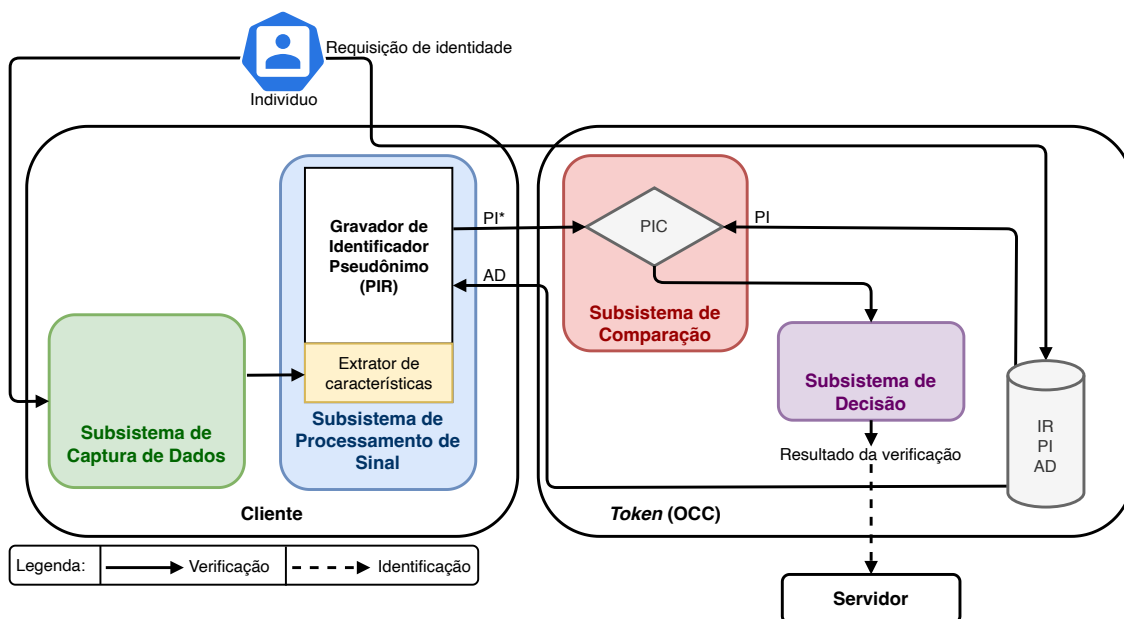 Requisição de identidade
Individuo
Gravador de
Identificador
Pseudônimo
(PIR)
PI*
AD
PIC
PI
Subsistema de
Comparação
Extrator de
características
Subsistema de
Captura de Dados
Subsistema de
Processamento de
Sinal
Subsistema de
Decisão
Resultado da verificação
IR
PI
AD
Cliente
Token (OCC)
Legenda:
Verificação
Identificação
Servidor